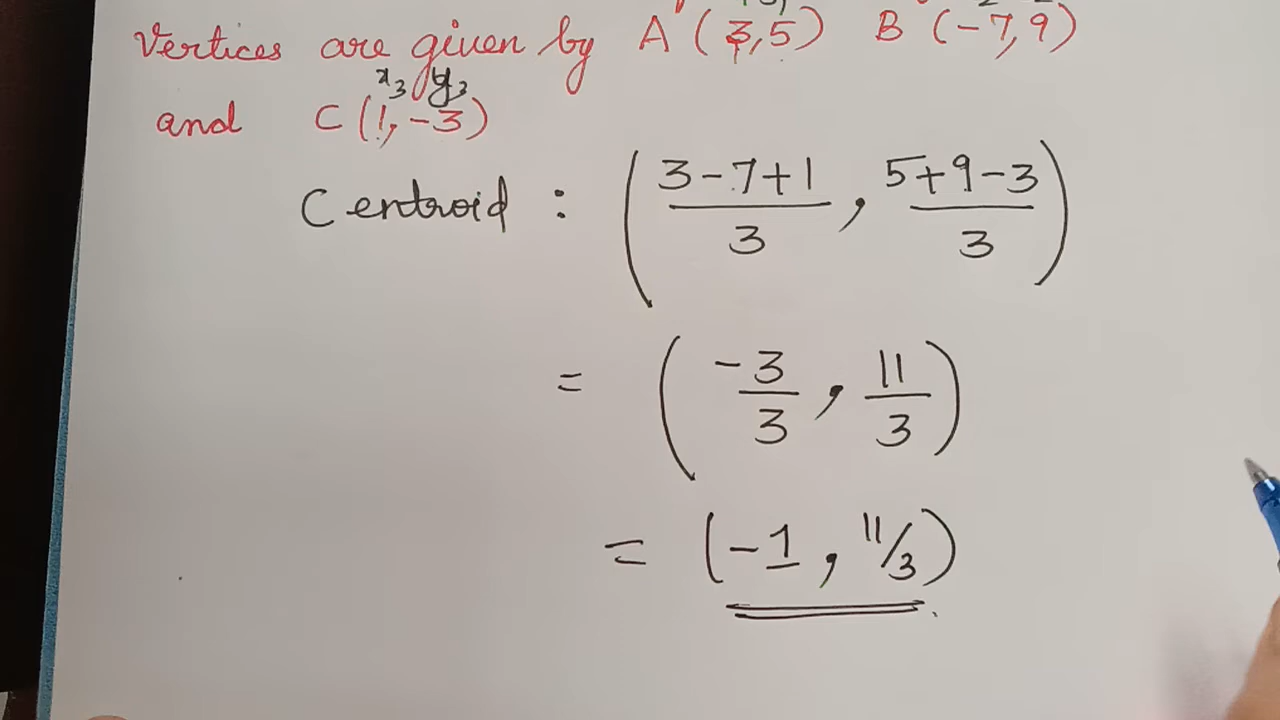 Vertices are given by A (3,5) B (-7,9)
x3 y3
and C (1, -3)
Centroid : ( 3-7+1 / 3 , 5+9-3 / 3 )
= ( -3/3 , 11/3 )
= (-1 , 11/3)